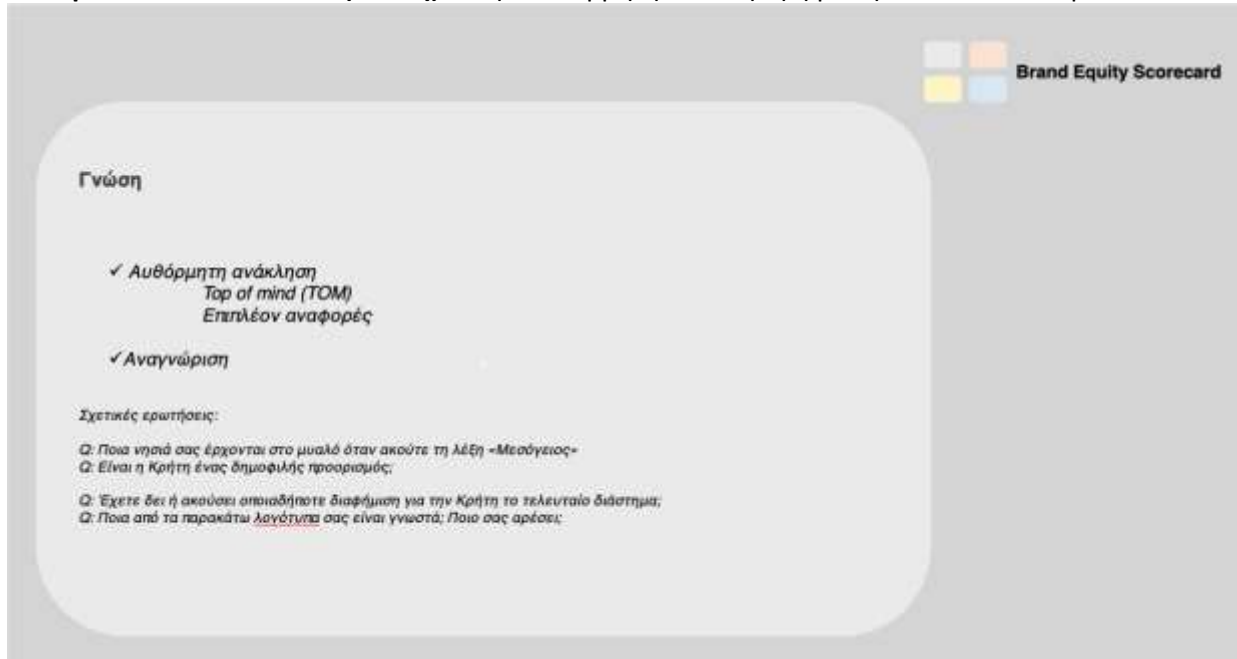 Brand Equity Scorecard
Γνώση
✓ Αυθόρμητη ανάκληση
Top of mind (TOM)
Επιπλέον αναφορές
✓ Αναγνώριση
Σχετικές ερωτήσεις:
Q: Ποια νησιά σας έρχονται στο μυαλό όταν ακούτε τη λέξη «Μεσόγειος»
Q: Είναι η Κρήτη ένας δημοφιλής προορισμός;
Q: Έχετε δει ή ακούσει οποιαδήποτε διαφήμιση για την Κρήτη το τελευταίο διάστημα;
Q: Ποια από τα παρακάτω λογότυπα σας είναι γνωστά; Ποιο σας αρέσει;